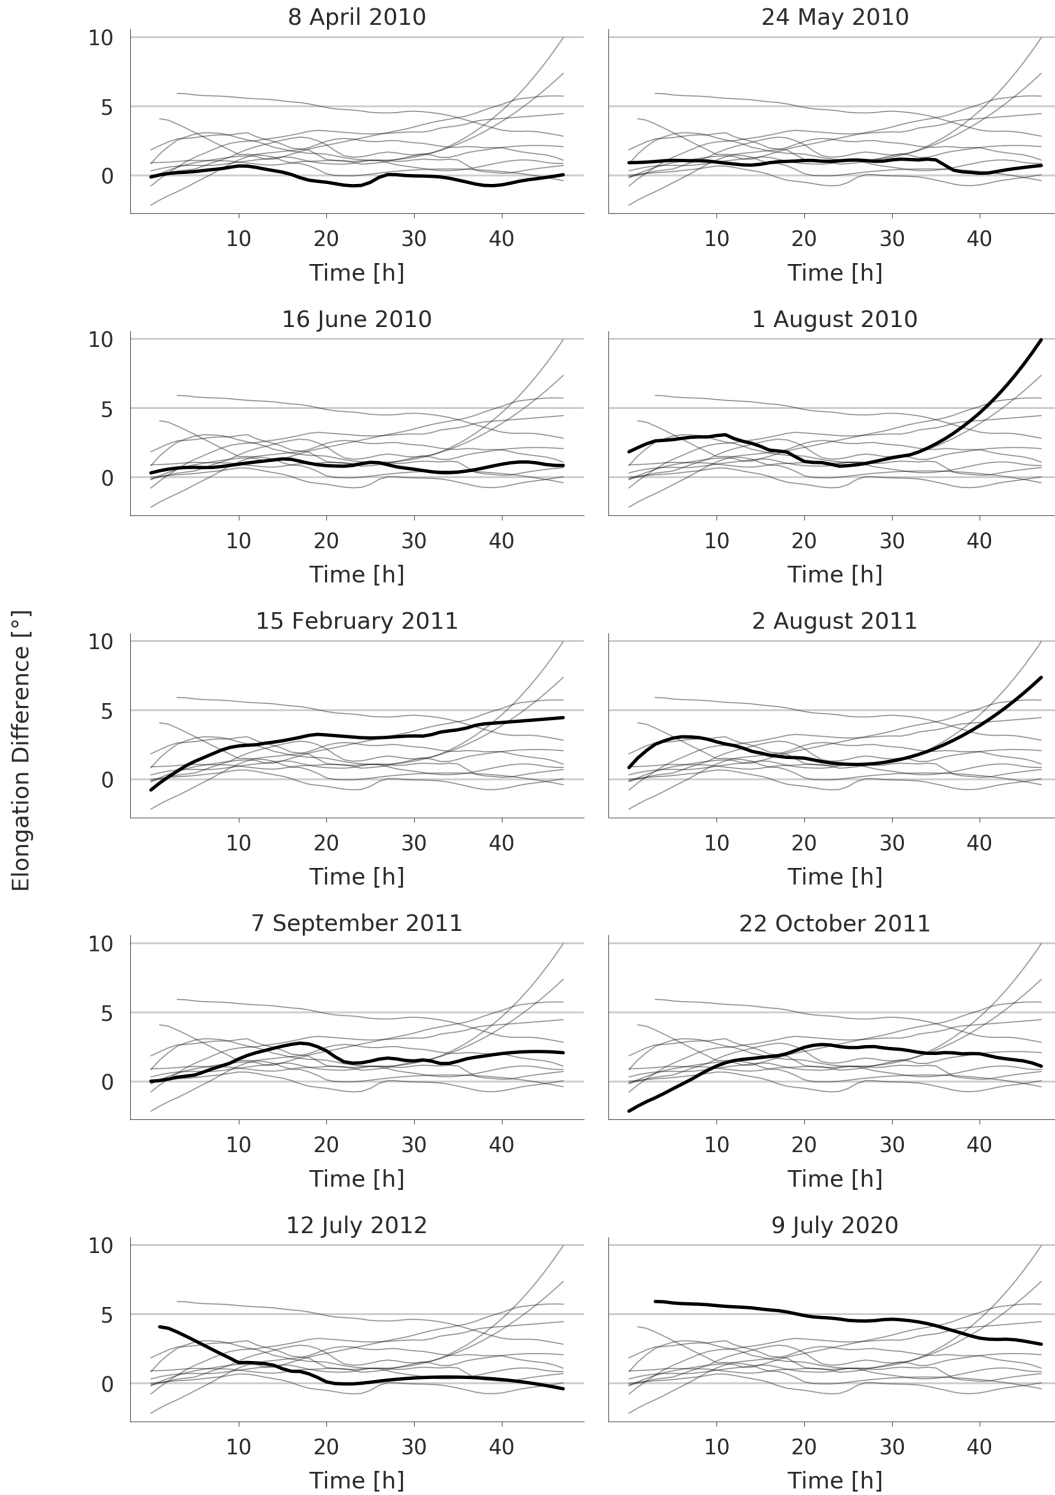 8 April 2010
24 May 2010
10
5
0
10 20 30 40
10 20 30 40
Time [h]
Time [h]
16 June 2010
1 August 2010
10
5
0
10 20 30 40
10 20 30 40
Time [h]
Time [h]
Elongation Difference [°]
15 February 2011
2 August 2011
10
5
0
10 20 30 40
10 20 30 40
Time [h]
Time [h]
7 September 2011
22 October 2011
10
5
0
10 20 30 40
10 20 30 40
Time [h]
Time [h]
12 July 2012
9 July 2020
10
5
0
10 20 30 40
10 20 30 40
Time [h]
Time [h]